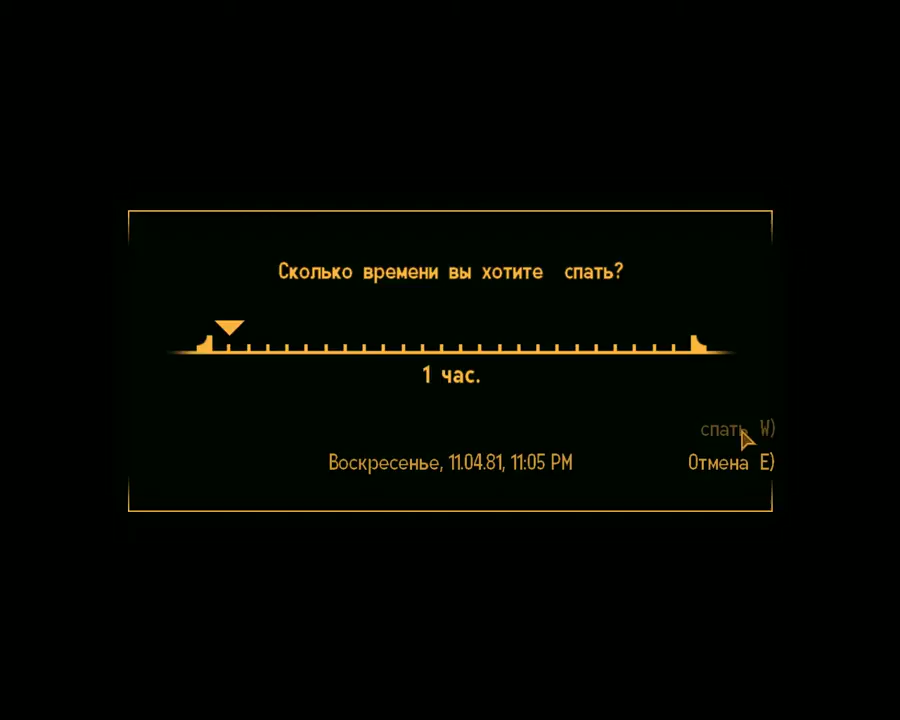 Сколько времени вы хотите спать?
1 час.
спать W)
Воскресенье, 11.04.81, 11:05 PM
Отмена E)